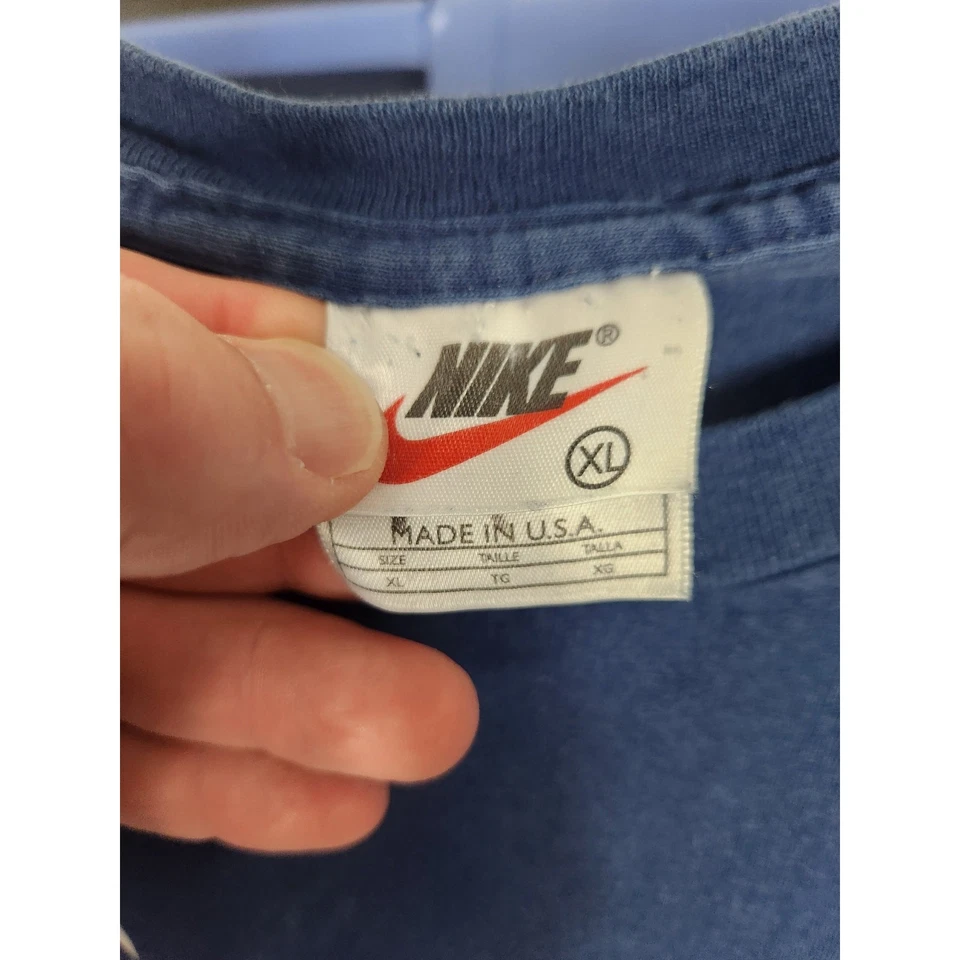 NIKE®
XL
MADE IN U.S.A.
SIZE TAILLE TALLA
XL TG XG